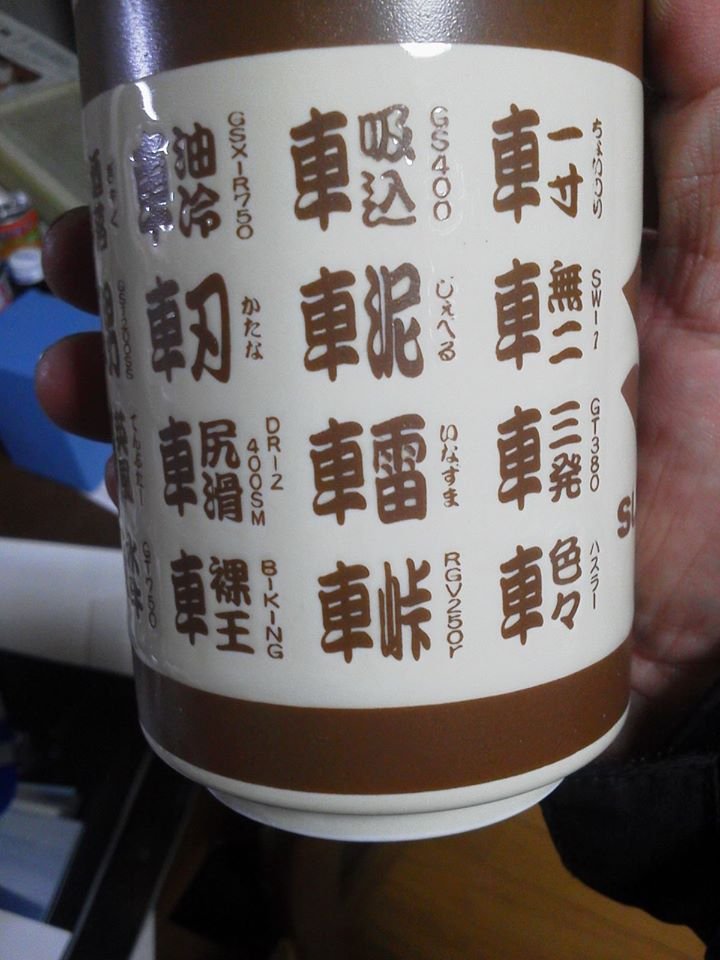 車一寸 ちょいのり
車無二 SW-1
車三発 GT380
車色々 ハスラー
車吸込 GS400
車泥 じぇべる
車雷 いなずま
車峠 RGV250γ
車油冷 GSX-R750
車刃 かたな
車尻滑 DR-Z400SM
車裸王 B-KING
GT750